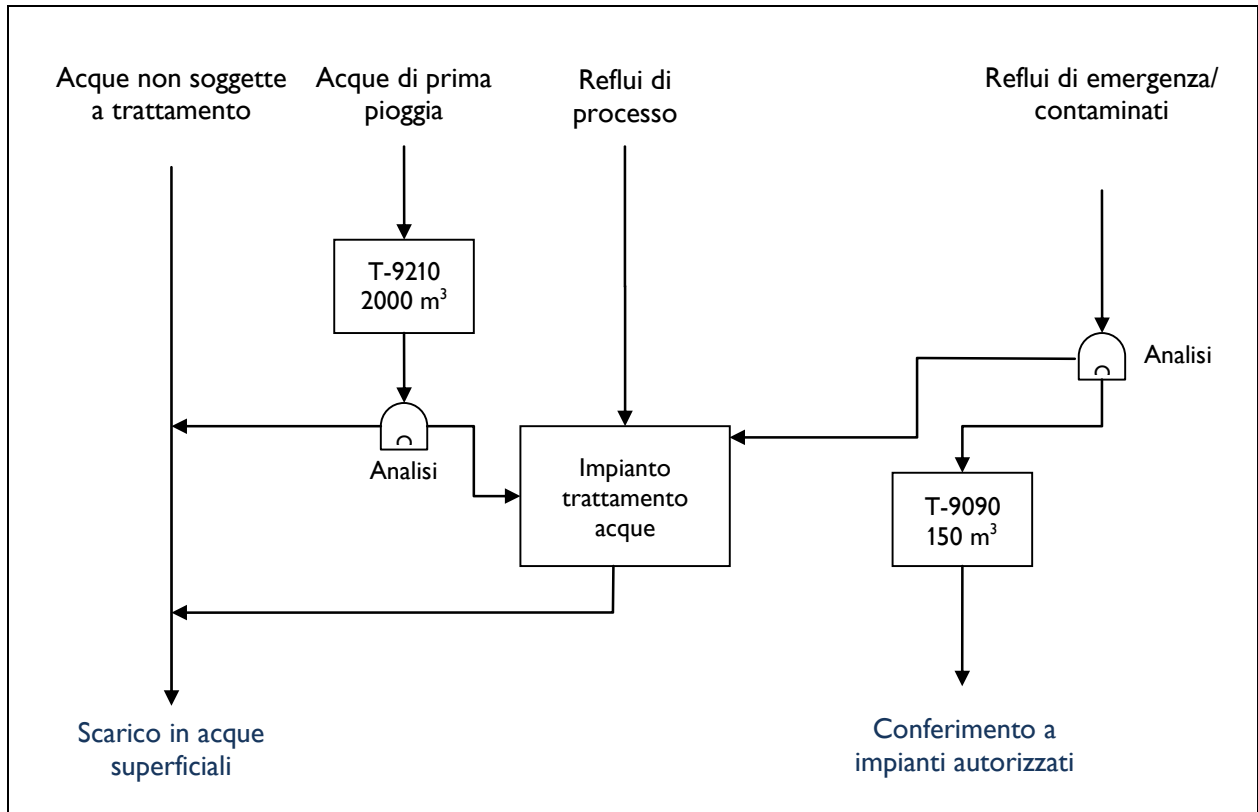 Acque non soggette
a trattamento
Acque di prima
pioggia
Reflui di
processo
Reflui di emergenza/
contaminati
T-9210
2000 m³
Analisi
Analisi
Impianto
trattamento
acque
T-9090
150 m³
Scarico in acque
superficiali
Conferimento a
impianti autorizzati